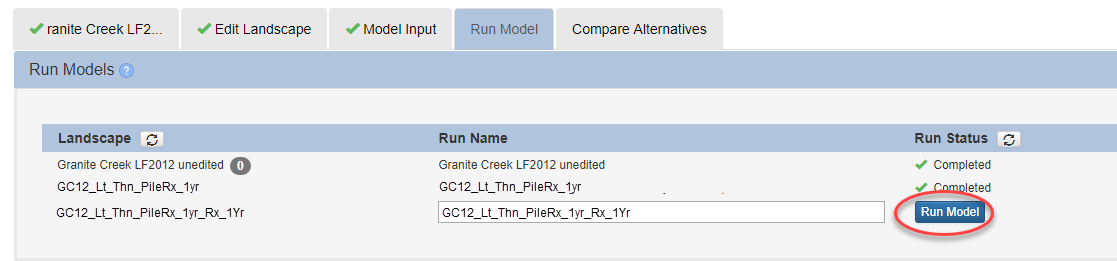 ranite Creek LF2... Edit Landscape Model Input Run Model Compare Alternatives
Run Models ?
Landscape Run Name Run Status
Granite Creek LF2012 unedited 0 Granite Creek LF2012 unedited Completed
GC12_Lt_Thn_PileRx_1yr GC12_Lt_Thn_PileRx_1yr Completed
GC12_Lt_Thn_PileRx_1yr_Rx_1Yr GC12_Lt_Thn_PileRx_1yr_Rx_1Yr Run Model